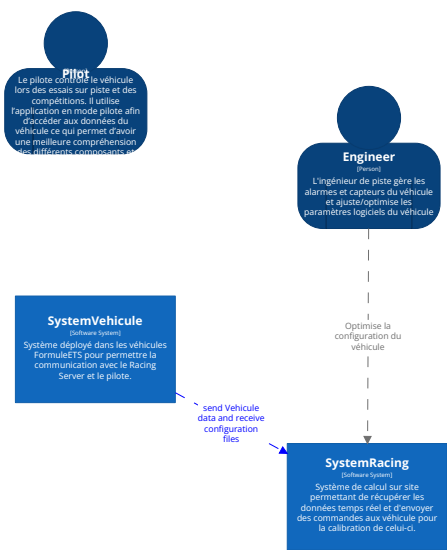 Pilot
Le pilote contrôle le véhicule
lors des essais sur piste et des
compétitions. Il utilise
l'application en mode pilote afin
d'accéder aux données du
véhicule ce qui permet d'avoir
une meilleure compréhension
des différents composants et
Engineer
[Person]
L'ingénieur de piste gère les
alarmes et capteurs du véhicule
et ajuste/optimise les
paramètres logiciels du véhicule
SystemVehicule
[Software System]
Système déployé dans les véhicules
FormuleETS pour permettre la
communication avec le Racing
Server et le pilote.
Optimise la
configuration du
véhicule
send Vehicule
data and receive
configuration
files
SystemRacing
[Software System]
Système de calcul sur site
permettant de récupérer les
données temps réel et d'envoyer
des commandes aux véhicule pour
la calibration de celui-ci.